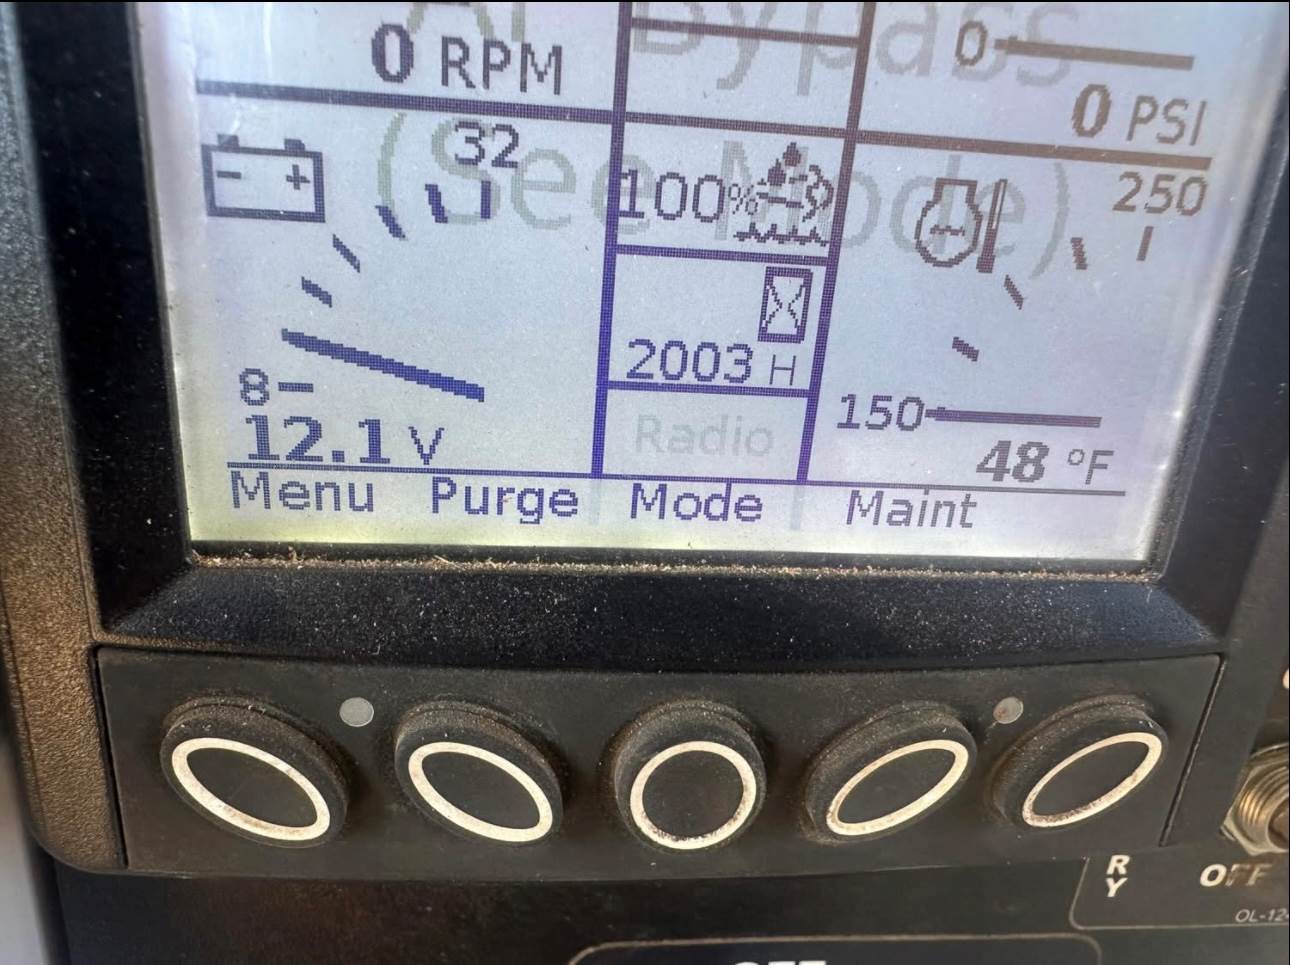 Bypass
0 RPM
0
0 PSI
(See Mode)
32
100%
250
2003 H
8
12.1 V
Radio
150
48 °F
Menu Purge Mode Maint
R
Y